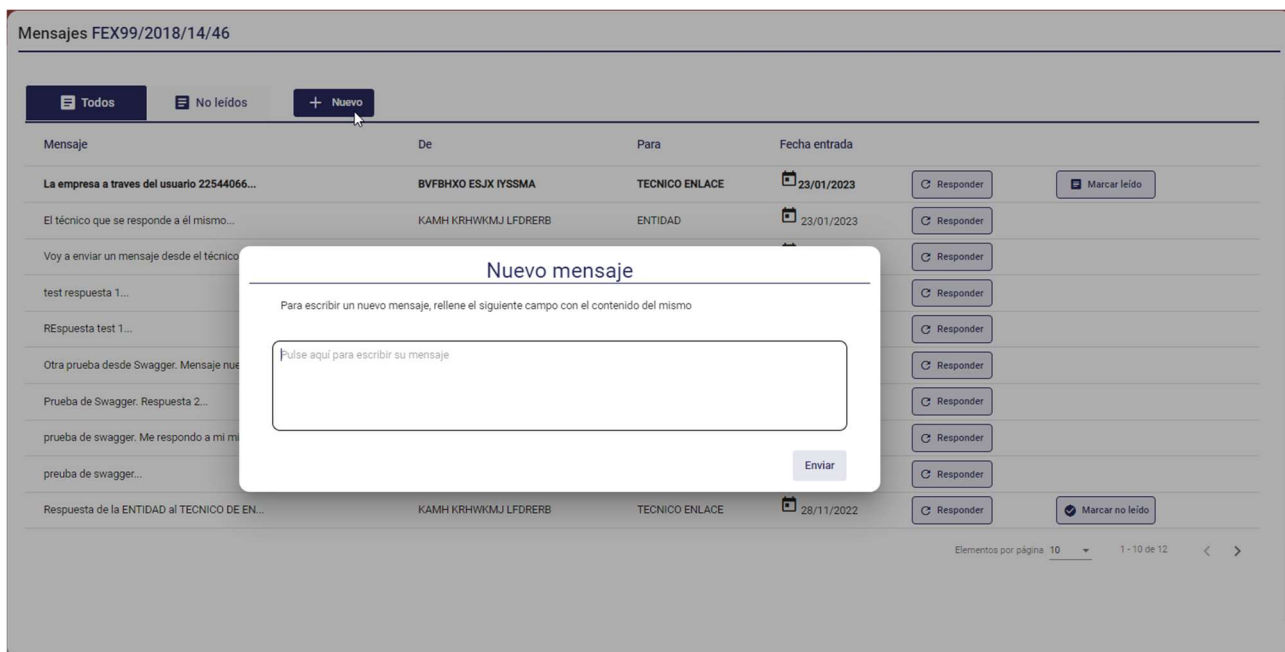 Mensajes FEX99/2018/14/46
Todos No leídos + Nuevo
Mensaje De Para Fecha entrada
La empresa a traves del usuario 22544066... BVFBHXO ESJX IYSSMA TECNICO ENLACE 23/01/2023 Responder Marcar leído
El técnico que se responde a él mismo... KAMH KRHWKMJ LFDRERB ENTIDAD 23/01/2023 Responder
Voy a enviar un mensaje desde el técnico Responder
test respuesta 1... Responder
REspuesta test 1... Responder
Otra prueba desde Swagger. Mensaje nue Responder
Prueba de Swagger. Respuesta 2... Responder
prueba de swagger. Me respondo a mi mi Responder
preuba de swagger... Responder
Respuesta de la ENTIDAD al TECNICO DE EN... KAMH KRHWKMJ LFDRERB TECNICO ENLACE 28/11/2022 Responder Marcar no leído
Elementos por página 10 1 - 10 de 12
Nuevo mensaje
Para escribir un nuevo mensaje, rellene el siguiente campo con el contenido del mismo
Pulse aquí para escribir su mensaje
Enviar